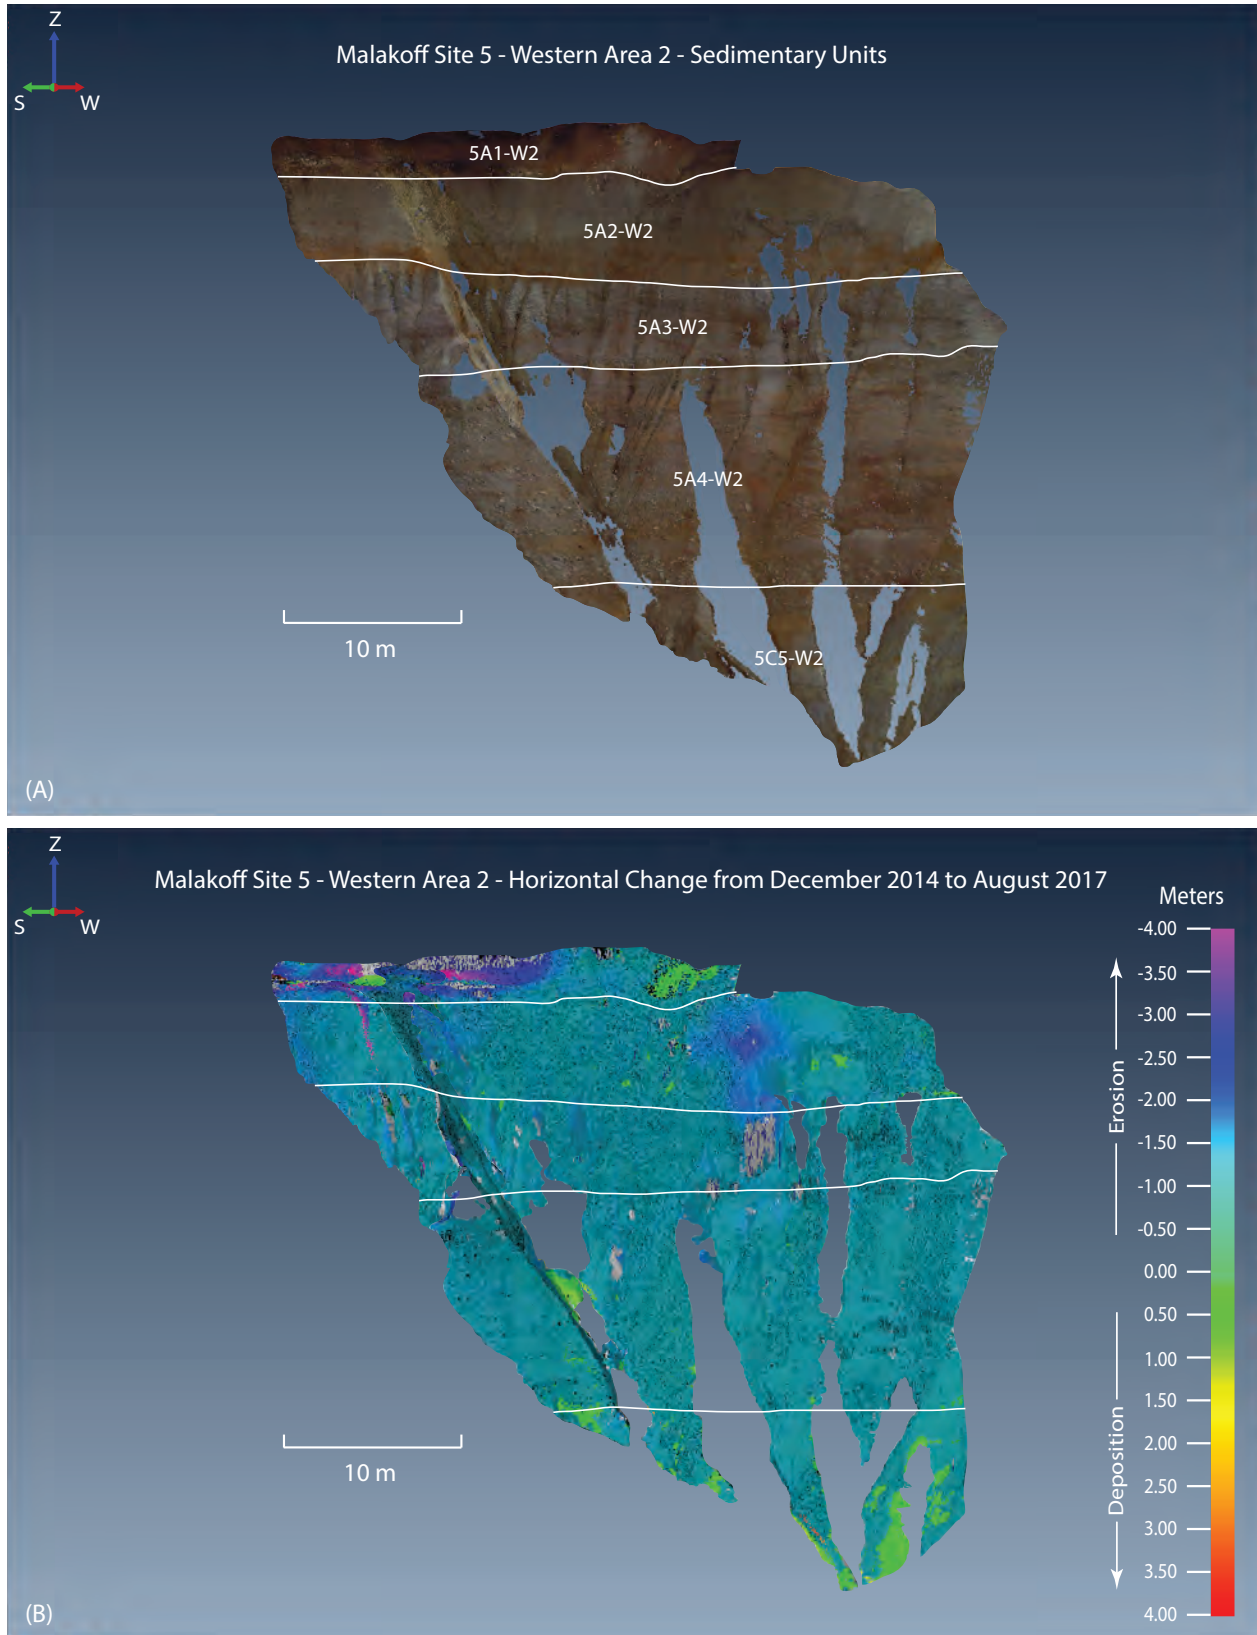 Z
S
W
Malakoff Site 5 - Western Area 2 - Sedimentary Units
5A1-W2
5A2-W2
5A3-W2
5A4-W2
5C5-W2
10 m
(A)
Z
S
W
Malakoff Site 5 - Western Area 2 - Horizontal Change from December 2014 to August 2017
Meters
-4.00
-3.50
-3.00
-2.50
-2.00
-1.50
-1.00
-0.50
0.00
0.50
1.00
1.50
2.00
2.50
3.00
3.50
4.00
Erosion
Deposition
10 m
(B)